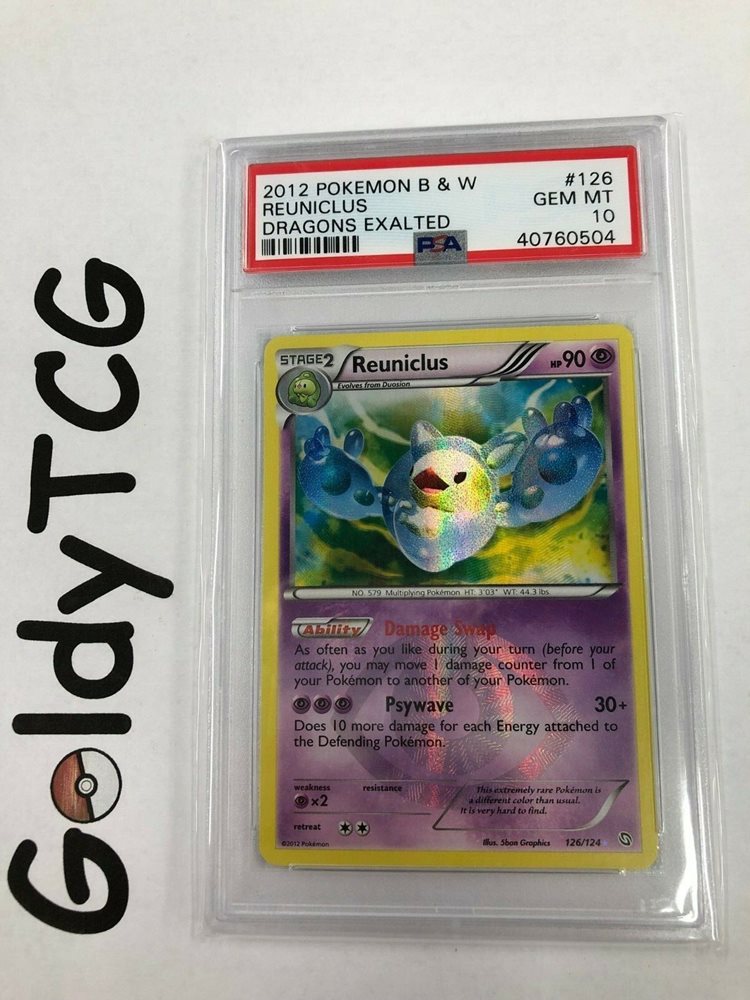 GoldyTCG
2012 POKEMON B & W #126
REUNICLUS GEM MT
DRAGONS EXALTED 10
PSA 40760504
STAGE2 Reuniclus HP90
Evolves from Duosion
NO. 579 Multiplying Pokémon HT: 3'03" WT: 44.3 lbs.
Ability Damage Swap
As often as you like during your turn (before your
attack), you may move 1 damage counter from 1 of
your Pokémon to another of your Pokémon.
Psywave 30+
Does 10 more damage for each Energy attached to
the Defending Pokémon.
weakness resistance
×2
This extremely rare Pokémon is
a different color than usual.
It is very hard to find.
retreat
©2012 Pokémon Illus. 5ban Graphics 126/124